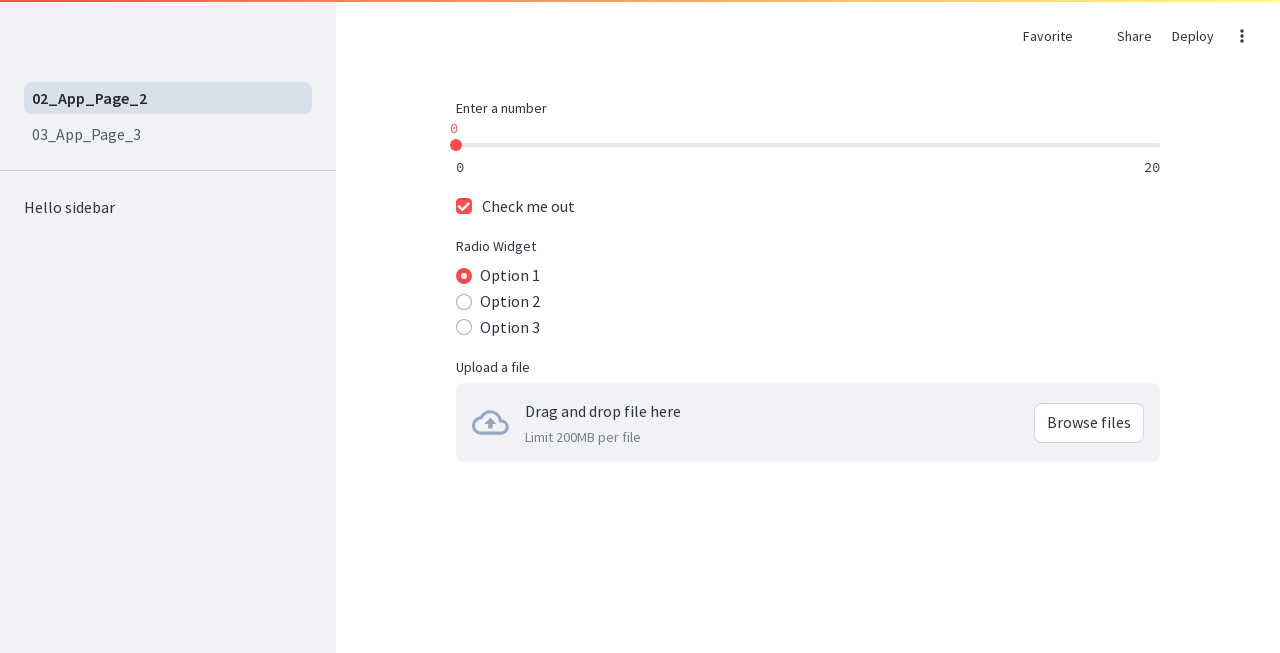 Favorite Share Deploy
02_App_Page_2
03_App_Page_3
Hello sidebar
Enter a number
0
0 20
Check me out
Radio Widget
Option 1
Option 2
Option 3
Upload a file
Drag and drop file here
Limit 200MB per file
Browse files